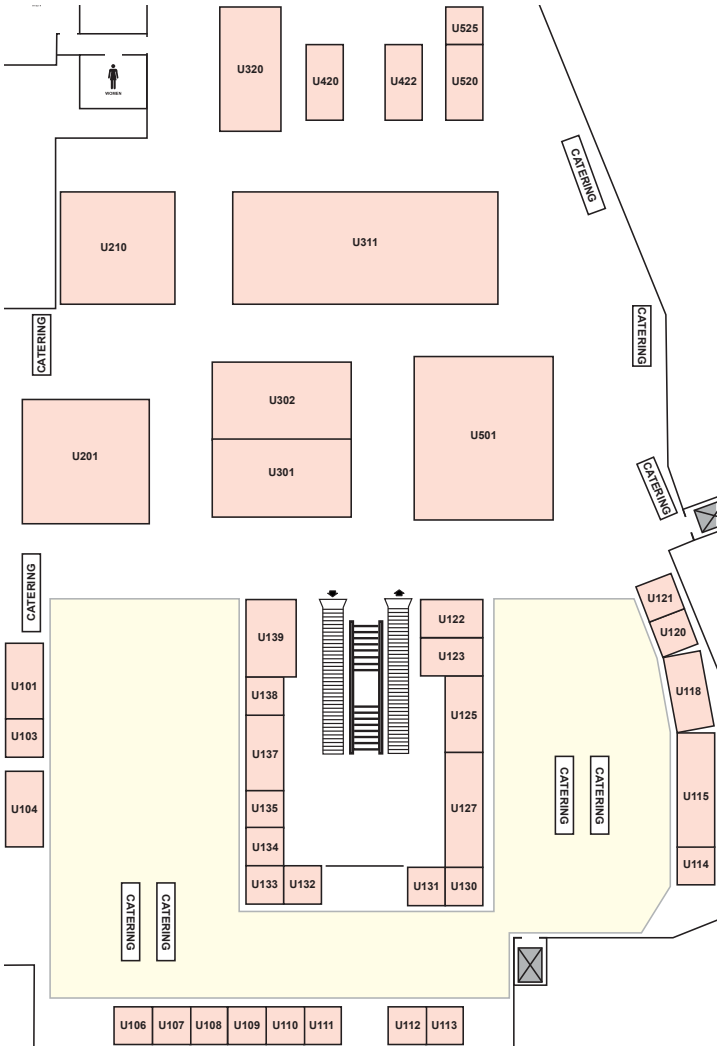 U525
U320
U420
U422
U520
WOMEN
CATERING
U210
U311
CATERING
CATERING
U302
U501
U201
U301
CATERING
CATERING
U121
U122
U139
U120
U123
U101
U118
U138
U125
U103
U137
CATERING
CATERING
U115
U104
U135
U127
U134
U114
U133
U132
U131
U130
CATERING
CATERING
U106
U107
U108
U109
U110
U111
U112
U113